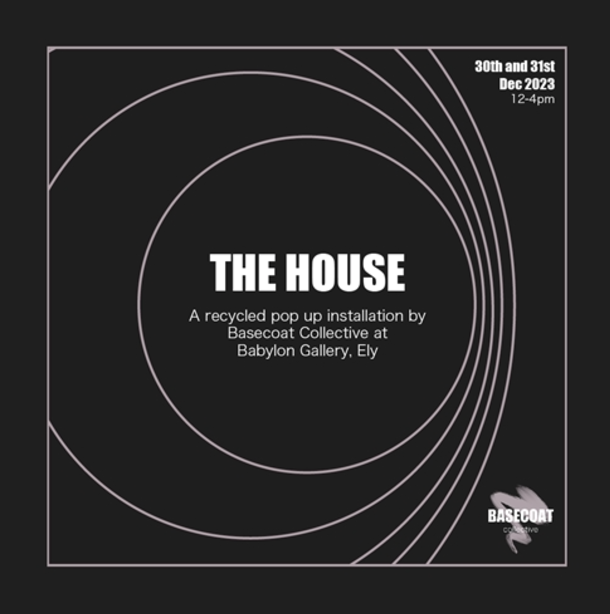 30th and 31st
Dec 2023
12-4pm
THE HOUSE
A recycled pop up installation by
Basecoat Collective at
Babylon Gallery, Ely
BASECOAT
collective